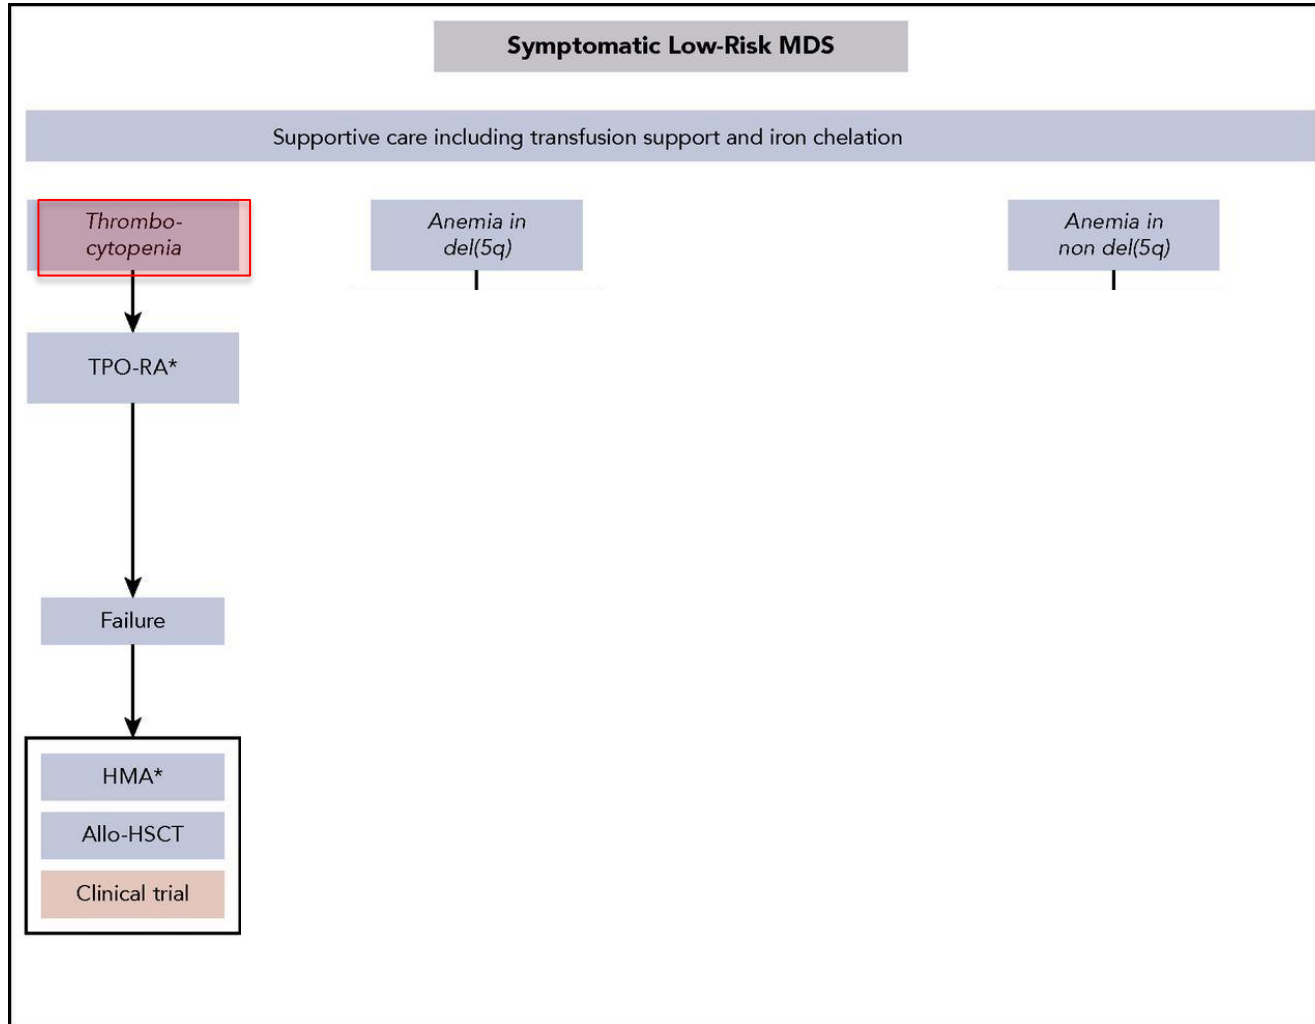 Symptomatic Low-Risk MDS
Supportive care including transfusion support and iron chelation
Thrombo-
cytopenia
Anemia in
del(5q)
Anemia in
non del(5q)
TPO-RA*
Failure
HMA*
Allo-HSCT
Clinical trial